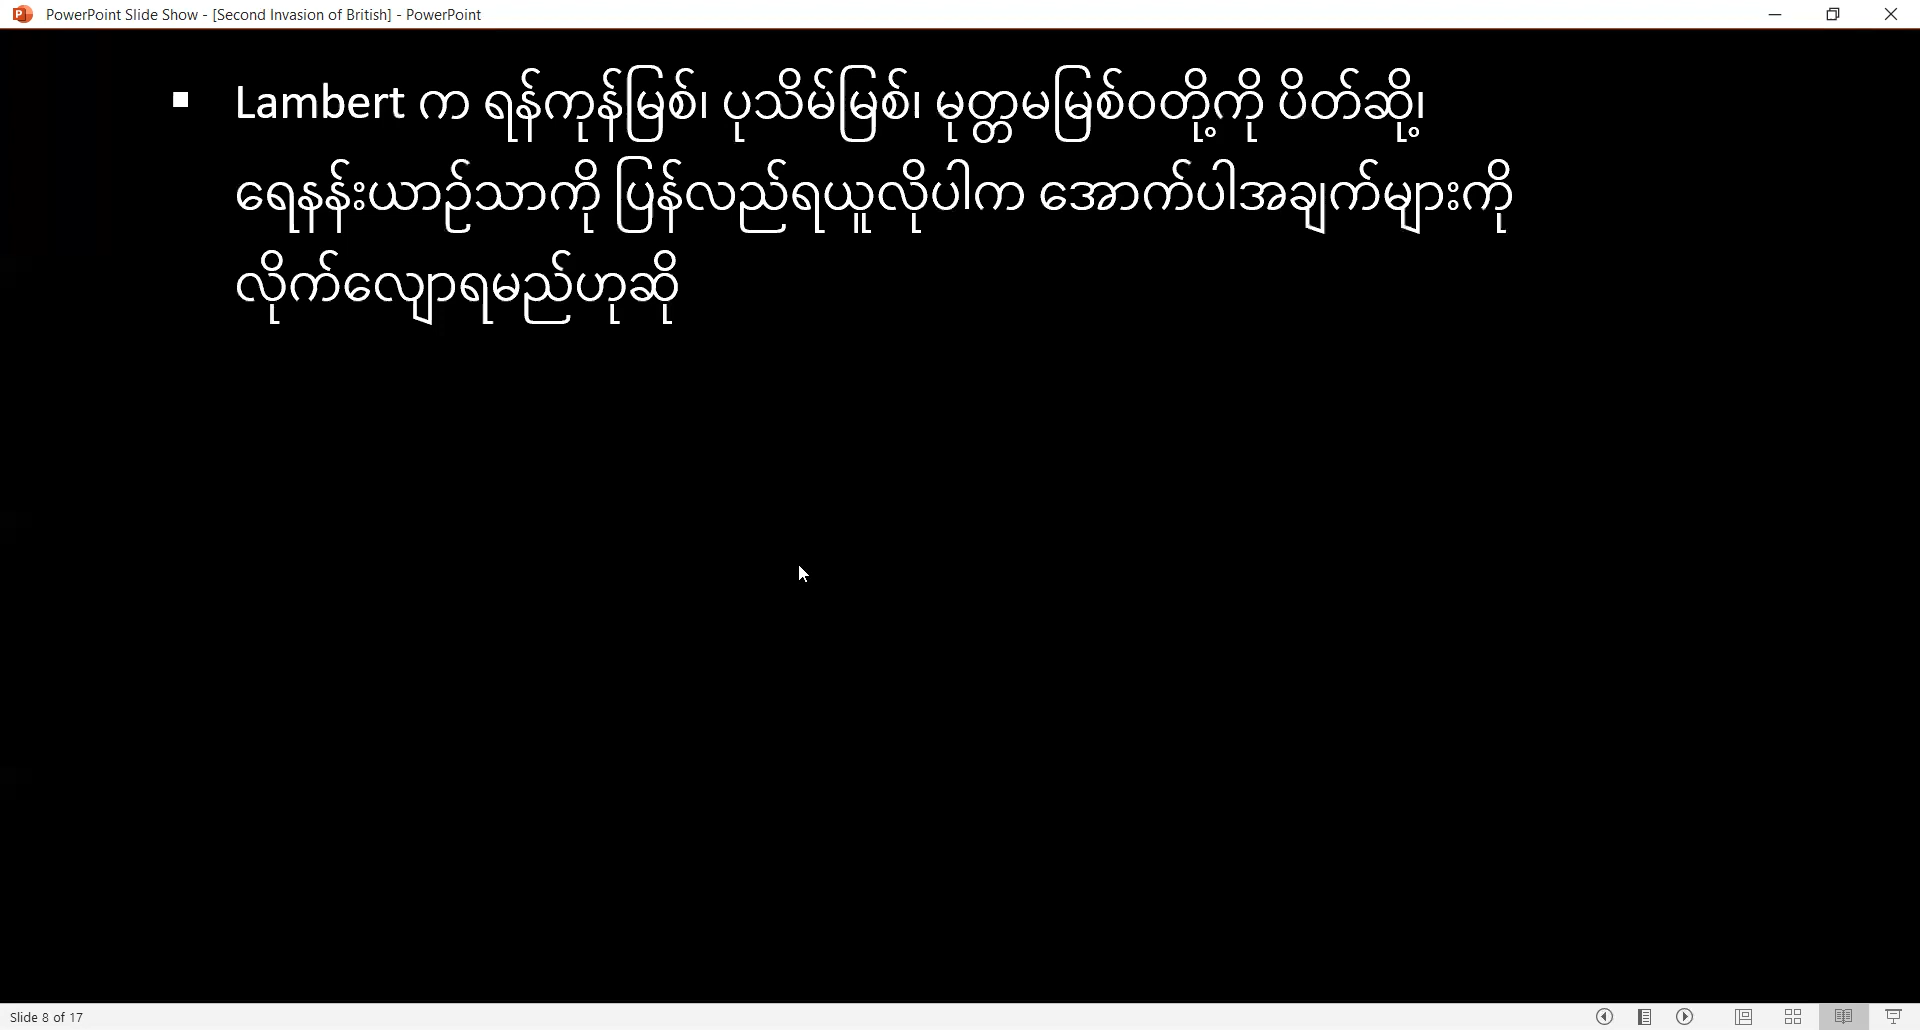 PowerPoint Slide Show - [Second Invasion of British] - PowerPoint
▪ Lambert က ရန်ကုန်မြစ်၊ ပုသိမ်မြစ်၊ မုတ္တမမြစ်ဝတို့ကို ပိတ်ဆို့၊
ရေနန်းယာဉ်သာကို ပြန်လည်ရယူလိုပါက အောက်ပါအချက်များကို
လိုက်လျောရမည်ဟုဆို
Slide 8 of 17